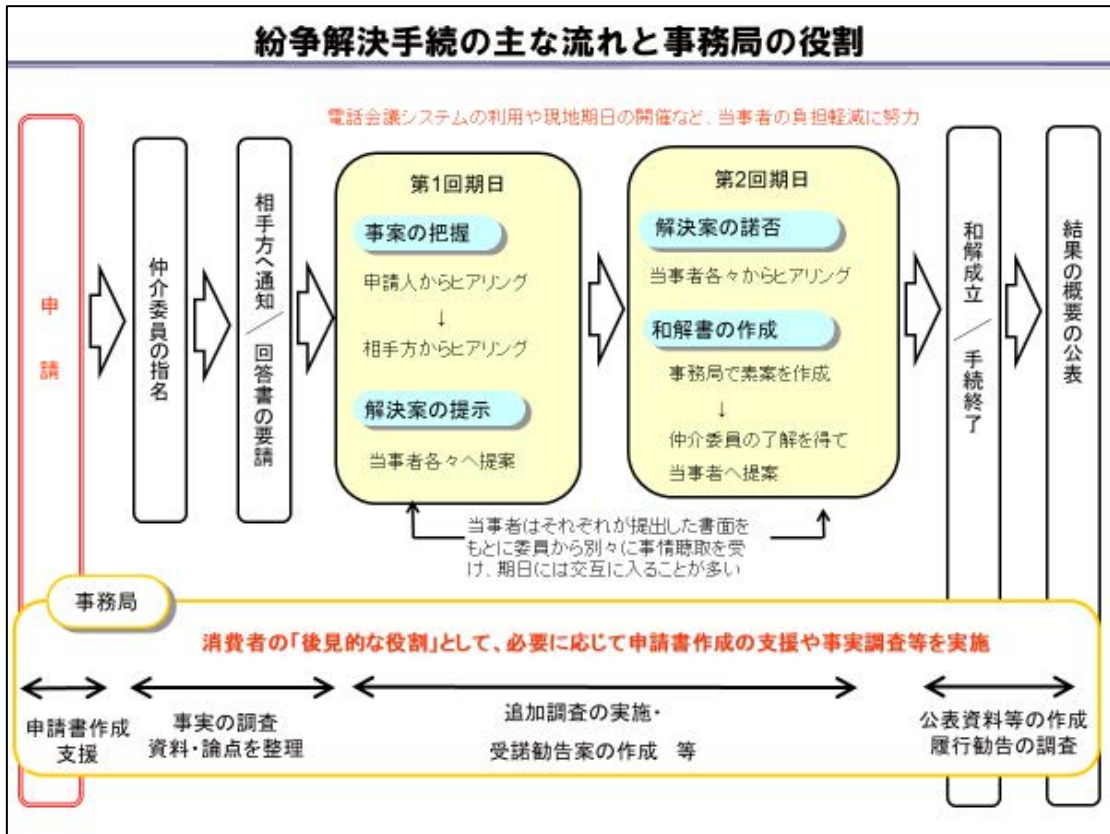 紛争解決手続の主な流れと事務局の役割
電話会議システムの利用や現地期日の開催など、当事者の負担軽減に努力
申請
仲介委員の指名
相手方へ通知／回答書の要請
第1回期日
事案の把握
申請人からヒアリング
↓
相手方からヒアリング
解決案の提示
当事者各々へ提案
第2回期日
解決案の諾否
当事者各々からヒアリング
和解書の作成
事務局で素案を作成
↓
仲介委員の了解を得て
当事者へ提案
和解成立／手続終了
結果の概要の公表
当事者はそれぞれが提出した書面を
もとに委員から別々に事情聴取を受
け、期日には交互に入ることが多い
事務局
消費者の「後見的な役割」として、必要に応じて申請書作成の支援や事実調査等を実施
申請書作成
支援
事実の調査
資料・論点を整理
追加調査の実施・
受諾勧告案の作成　等
公表資料等の作成
履行勧告の調査